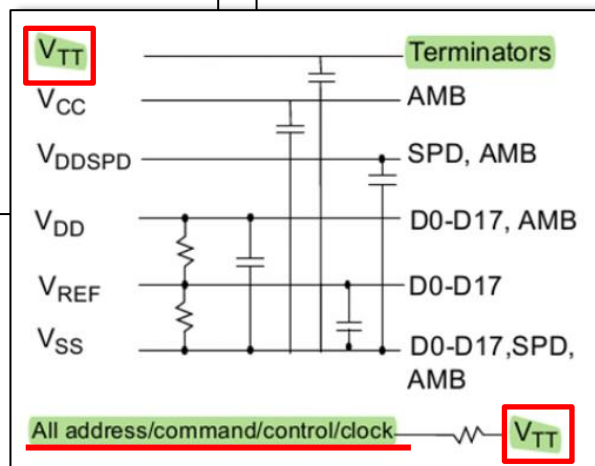 VTT Terminators
VCC AMB
VDDSPD SPD, AMB
VDD D0-D17, AMB
VREF D0-D17
VSS D0-D17,SPD,
AMB
All address/command/control/clock VTT